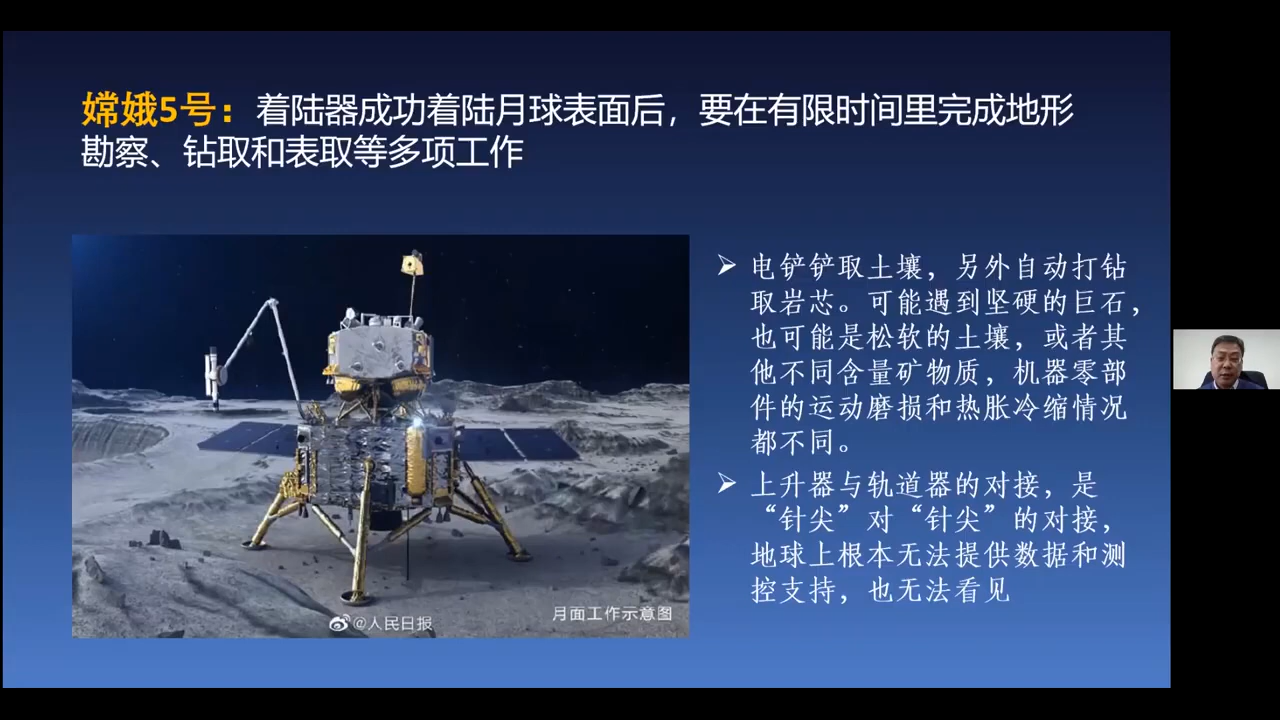 嫦娥5号：着陆器成功着陆月球表面后，要在有限时间里完成地形
勘察、钻取和表取等多项工作
电铲铲取土壤，另外自动打钻
取岩芯。可能遇到坚硬的巨石，
也可能是松软的土壤，或者其
他不同含量矿物质，机器零部
件的运动磨损和热胀冷缩情况
都不同。
上升器与轨道器的对接，是
“针尖”对“针尖”的对接，
地球上根本无法提供数据和测
控支持，也无法看见
月面工作示意图
@人民日报